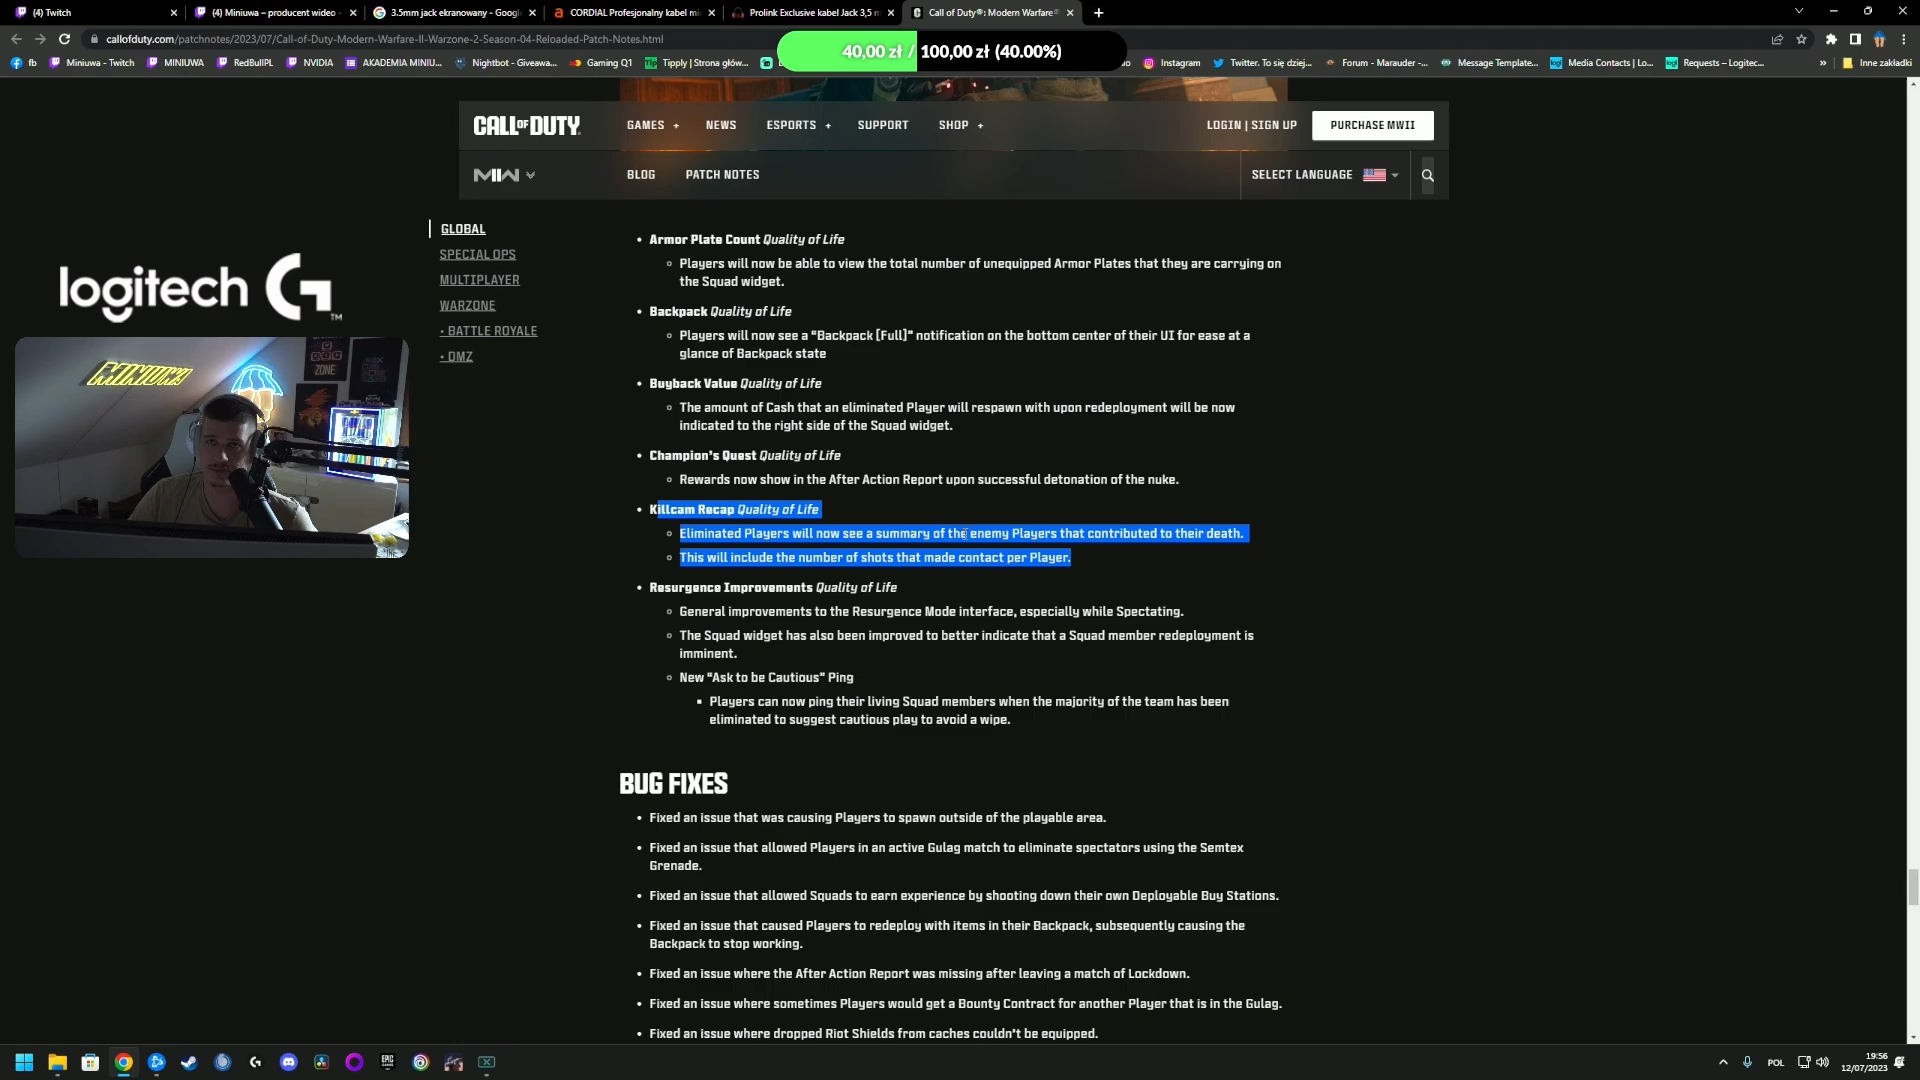 (4) Twitch
(4) Miniuwa – producent wideo -
3.5mm jack ekranowany - Googl
CORDIAL Profesjonalny kabel mi
Prolink Exclusive kabel Jack 3,5 m
Call of Duty®: Modern Warfare®
callofduty.com/patchnotes/2023/07/Call-of-Duty-Modern-Warfare-II-Warzone-2-Season-04-Reloaded-Patch-Notes.html
40,00 zł / 100,00 zł (40.00%)
fb
Miniuwa - Twitch
MINIUWA
RedBullPL
NVIDIA
AKADEMIA MINIU...
Nightbot - Giveawa...
Gaming Q1
Tipply | Strona głów...
Instagram
Twitter. To się dziej...
Forum - Marauder -...
Message Template...
Media Contacts | Lo...
Requests – Logitec...
Inne zakładki
CALL OF DUTY
GAMES +
NEWS
ESPORTS +
SUPPORT
SHOP +
LOGIN | SIGN UP
PURCHASE MWII
MWII
BLOG
PATCH NOTES
SELECT LANGUAGE
GLOBAL
SPECIAL OPS
MULTIPLAYER
WARZONE
• BATTLE ROYALE
• DMZ
logitech G
MINIUWA
ZONE
• Armor Plate Count Quality of Life
Players will now be able to view the total number of unequipped Armor Plates that they are carrying on
the Squad widget.
• Backpack Quality of Life
Players will now see a "Backpack [Full]" notification on the bottom center of their UI for ease at a
glance of Backpack state
• Buyback Value Quality of Life
The amount of Cash that an eliminated Player will respawn with upon redeployment will be now
indicated to the right side of the Squad widget.
• Champion's Quest Quality of Life
Rewards now show in the After Action Report upon successful detonation of the nuke.
• Killcam Recap Quality of Life
Eliminated Players will now see a summary of the enemy Players that contributed to their death.
This will include the number of shots that made contact per Player.
• Resurgence Improvements Quality of Life
General improvements to the Resurgence Mode interface, especially while Spectating.
The Squad widget has also been improved to better indicate that a Squad member redeployment is
imminent.
New "Ask to be Cautious" Ping
Players can now ping their living Squad members when the majority of the team has been
eliminated to suggest cautious play to avoid a wipe.
BUG FIXES
• Fixed an issue that was causing Players to spawn outside of the playable area.
• Fixed an issue that allowed Players in an active Gulag match to eliminate spectators using the Semtex
Grenade.
• Fixed an issue that allowed Squads to earn experience by shooting down their own Deployable Buy Stations.
• Fixed an issue that caused Players to redeploy with items in their Backpack, subsequently causing the
Backpack to stop working.
• Fixed an issue where the After Action Report was missing after leaving a match of Lockdown.
• Fixed an issue where sometimes Players would get a Bounty Contract for another Player that is in the Gulag.
• Fixed an issue where dropped Riot Shields from caches couldn't be equipped.
POL
19:56
12/07/2023